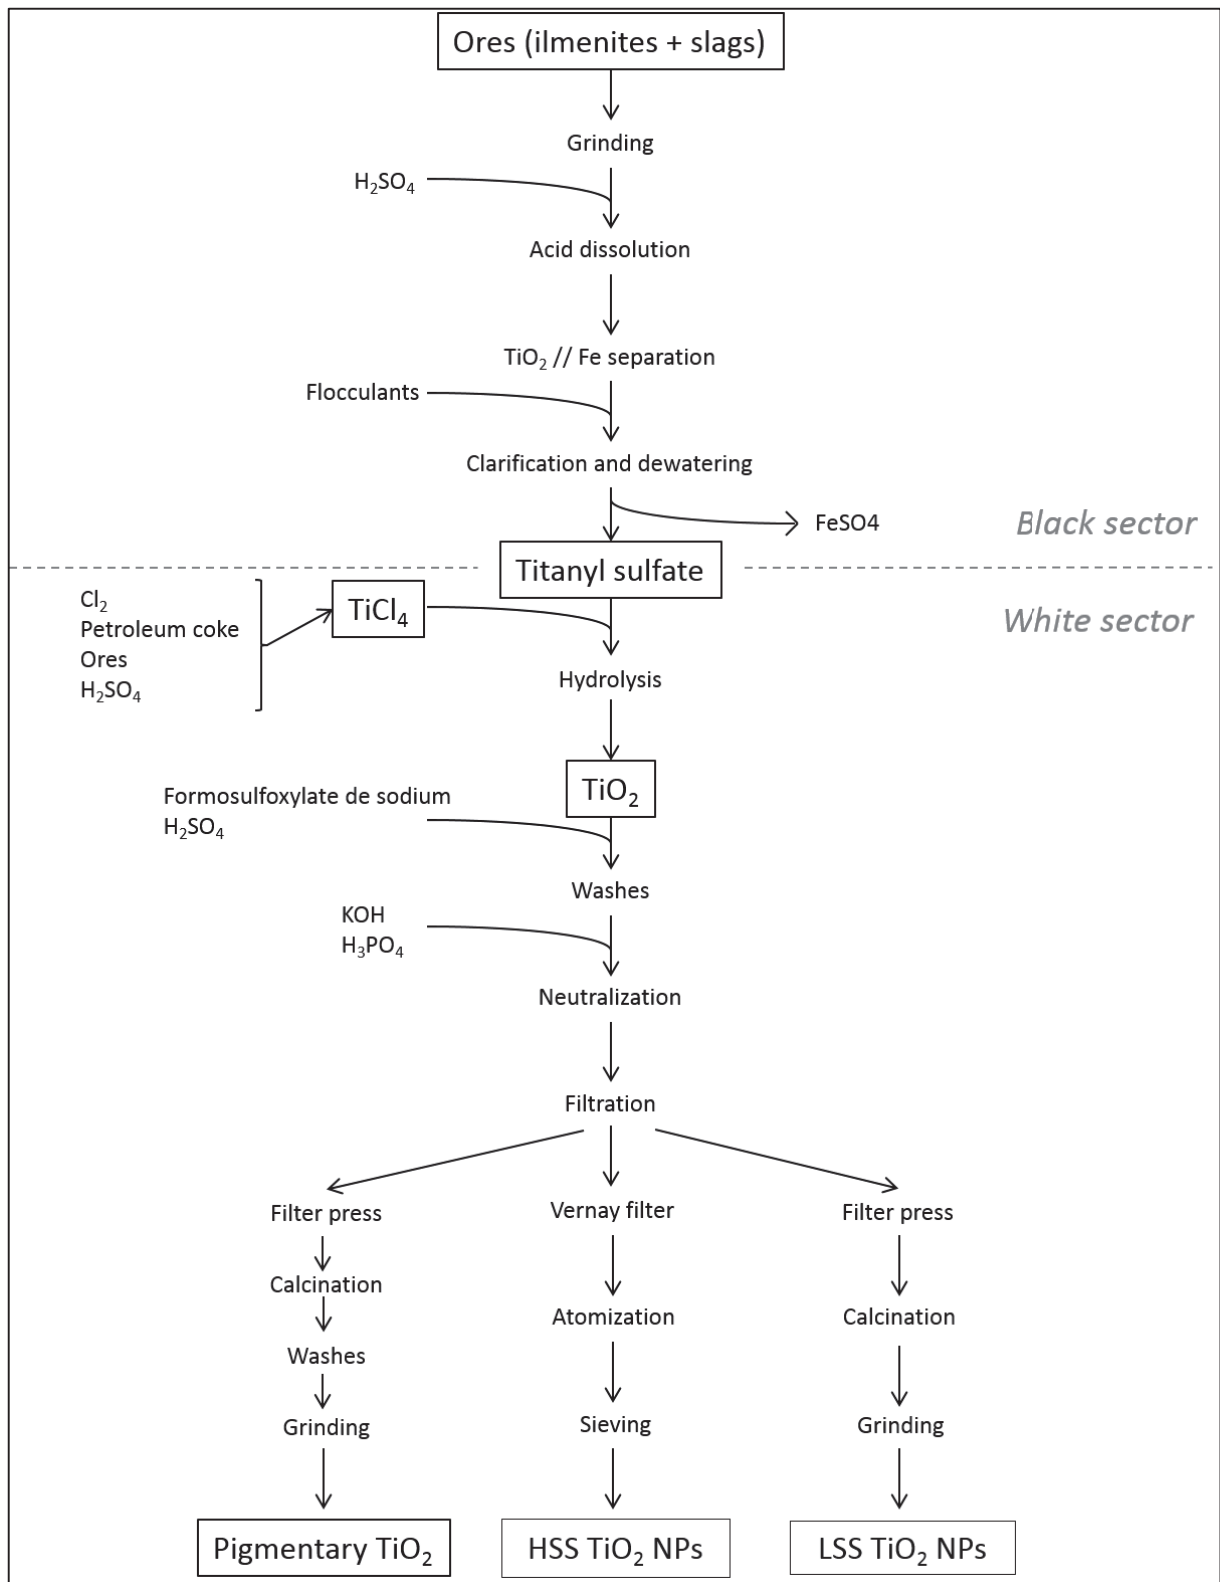 Ores (ilmenites + slags)
Grinding
H₂SO₄
Acid dissolution
TiO₂ // Fe separation
Flocculants
Clarification and dewatering
FeSO4
Black sector
Titanyl sulfate
Cl₂
Petroleum coke
Ores
H₂SO₄
TiCl₄
White sector
Hydrolysis
TiO₂
Formosulfoxylate de sodium
H₂SO₄
Washes
KOH
H₃PO₄
Neutralization
Filtration
Filter press
Vernay filter
Filter press
Calcination
Atomization
Calcination
Washes
Grinding
Sieving
Grinding
Pigmentary TiO₂
HSS TiO₂ NPs
LSS TiO₂ NPs